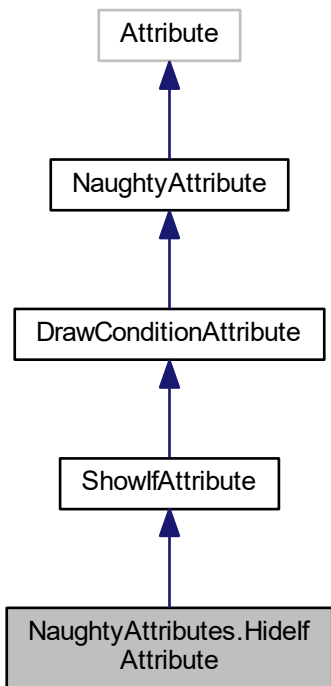 Attribute
NaughtyAttribute
DrawConditionAttribute
ShowIfAttribute
NaughtyAttributes.HideIf
Attribute